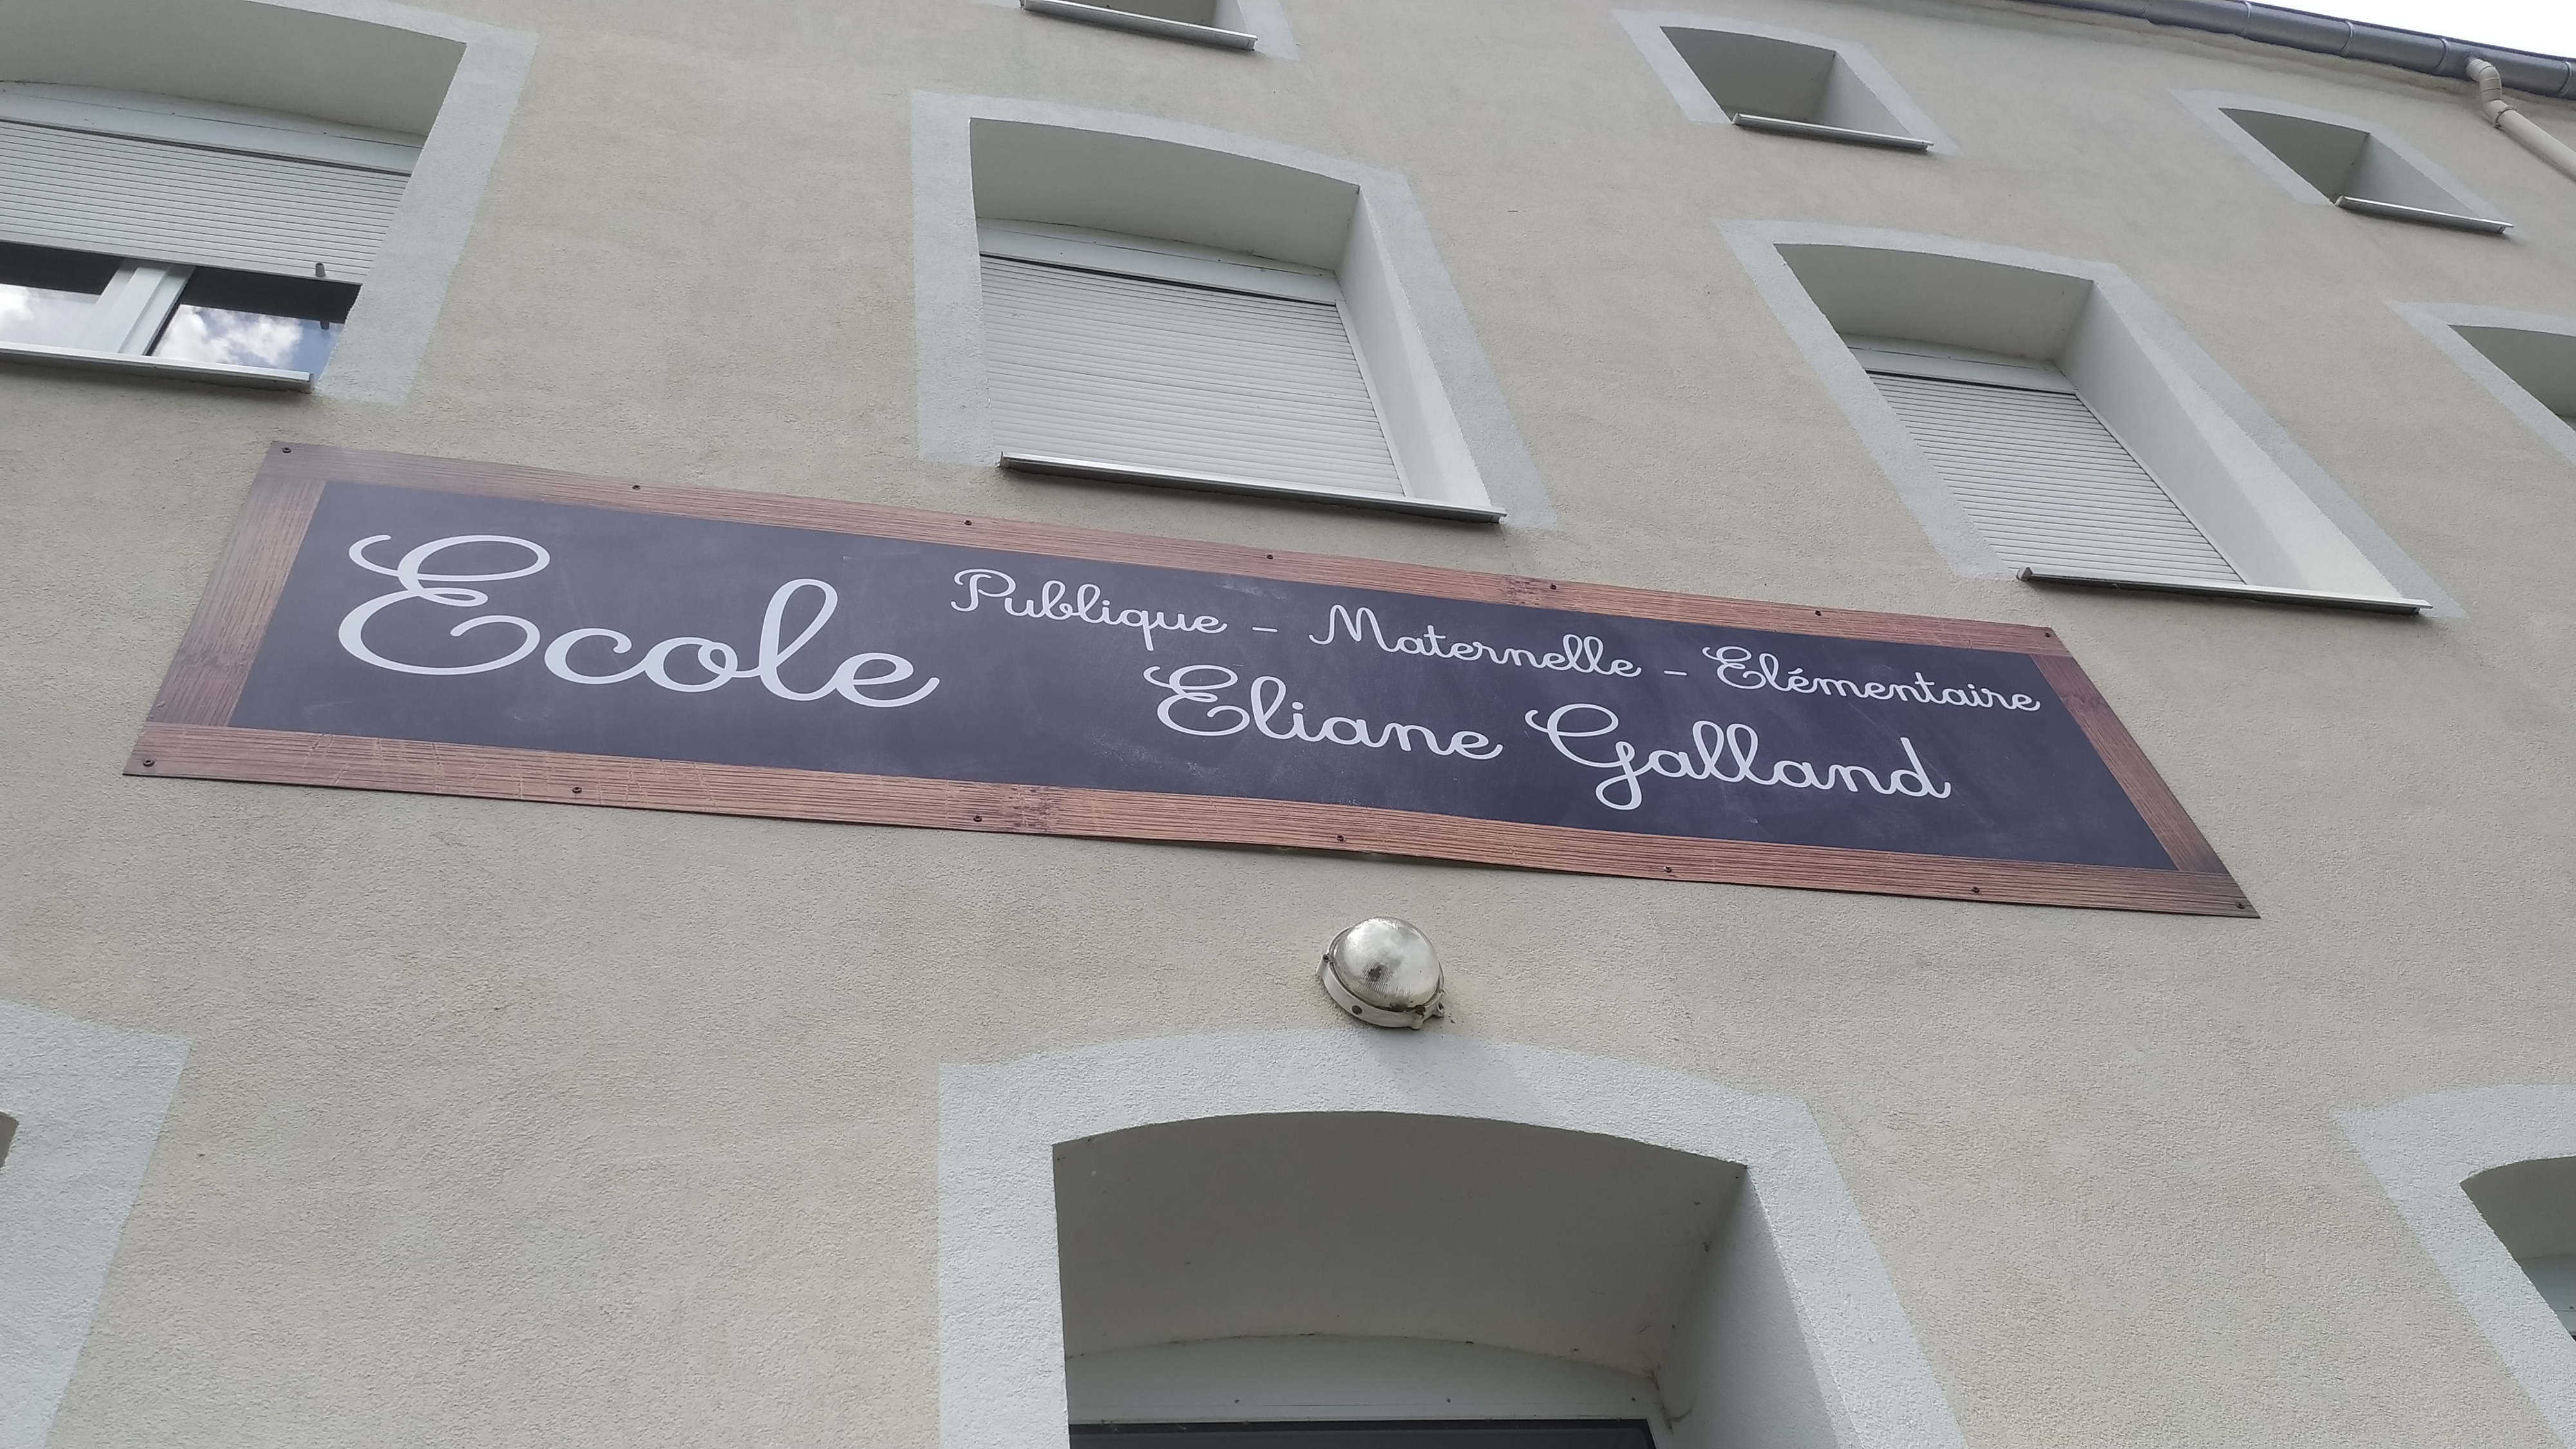 Ecole
Publique - Maternelle - Elémentaire
Eliane Galland